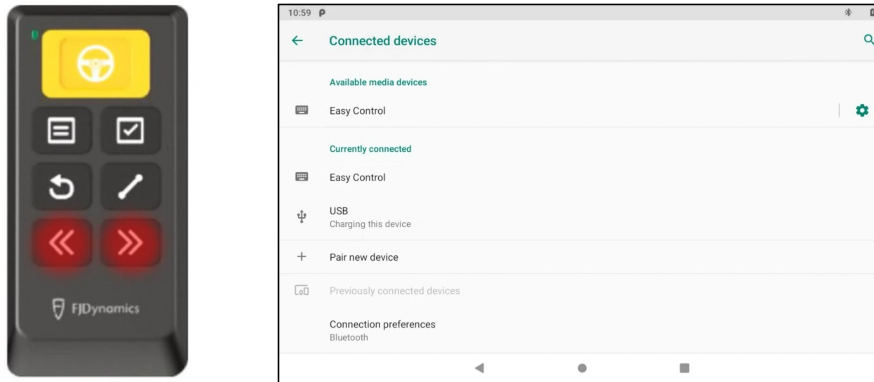 FJDynamics
10:59
Connected devices
Available media devices
Easy Control
Currently connected
Easy Control
USB
Charging this device
Pair new device
Previously connected devices
Connection preferences
Bluetooth